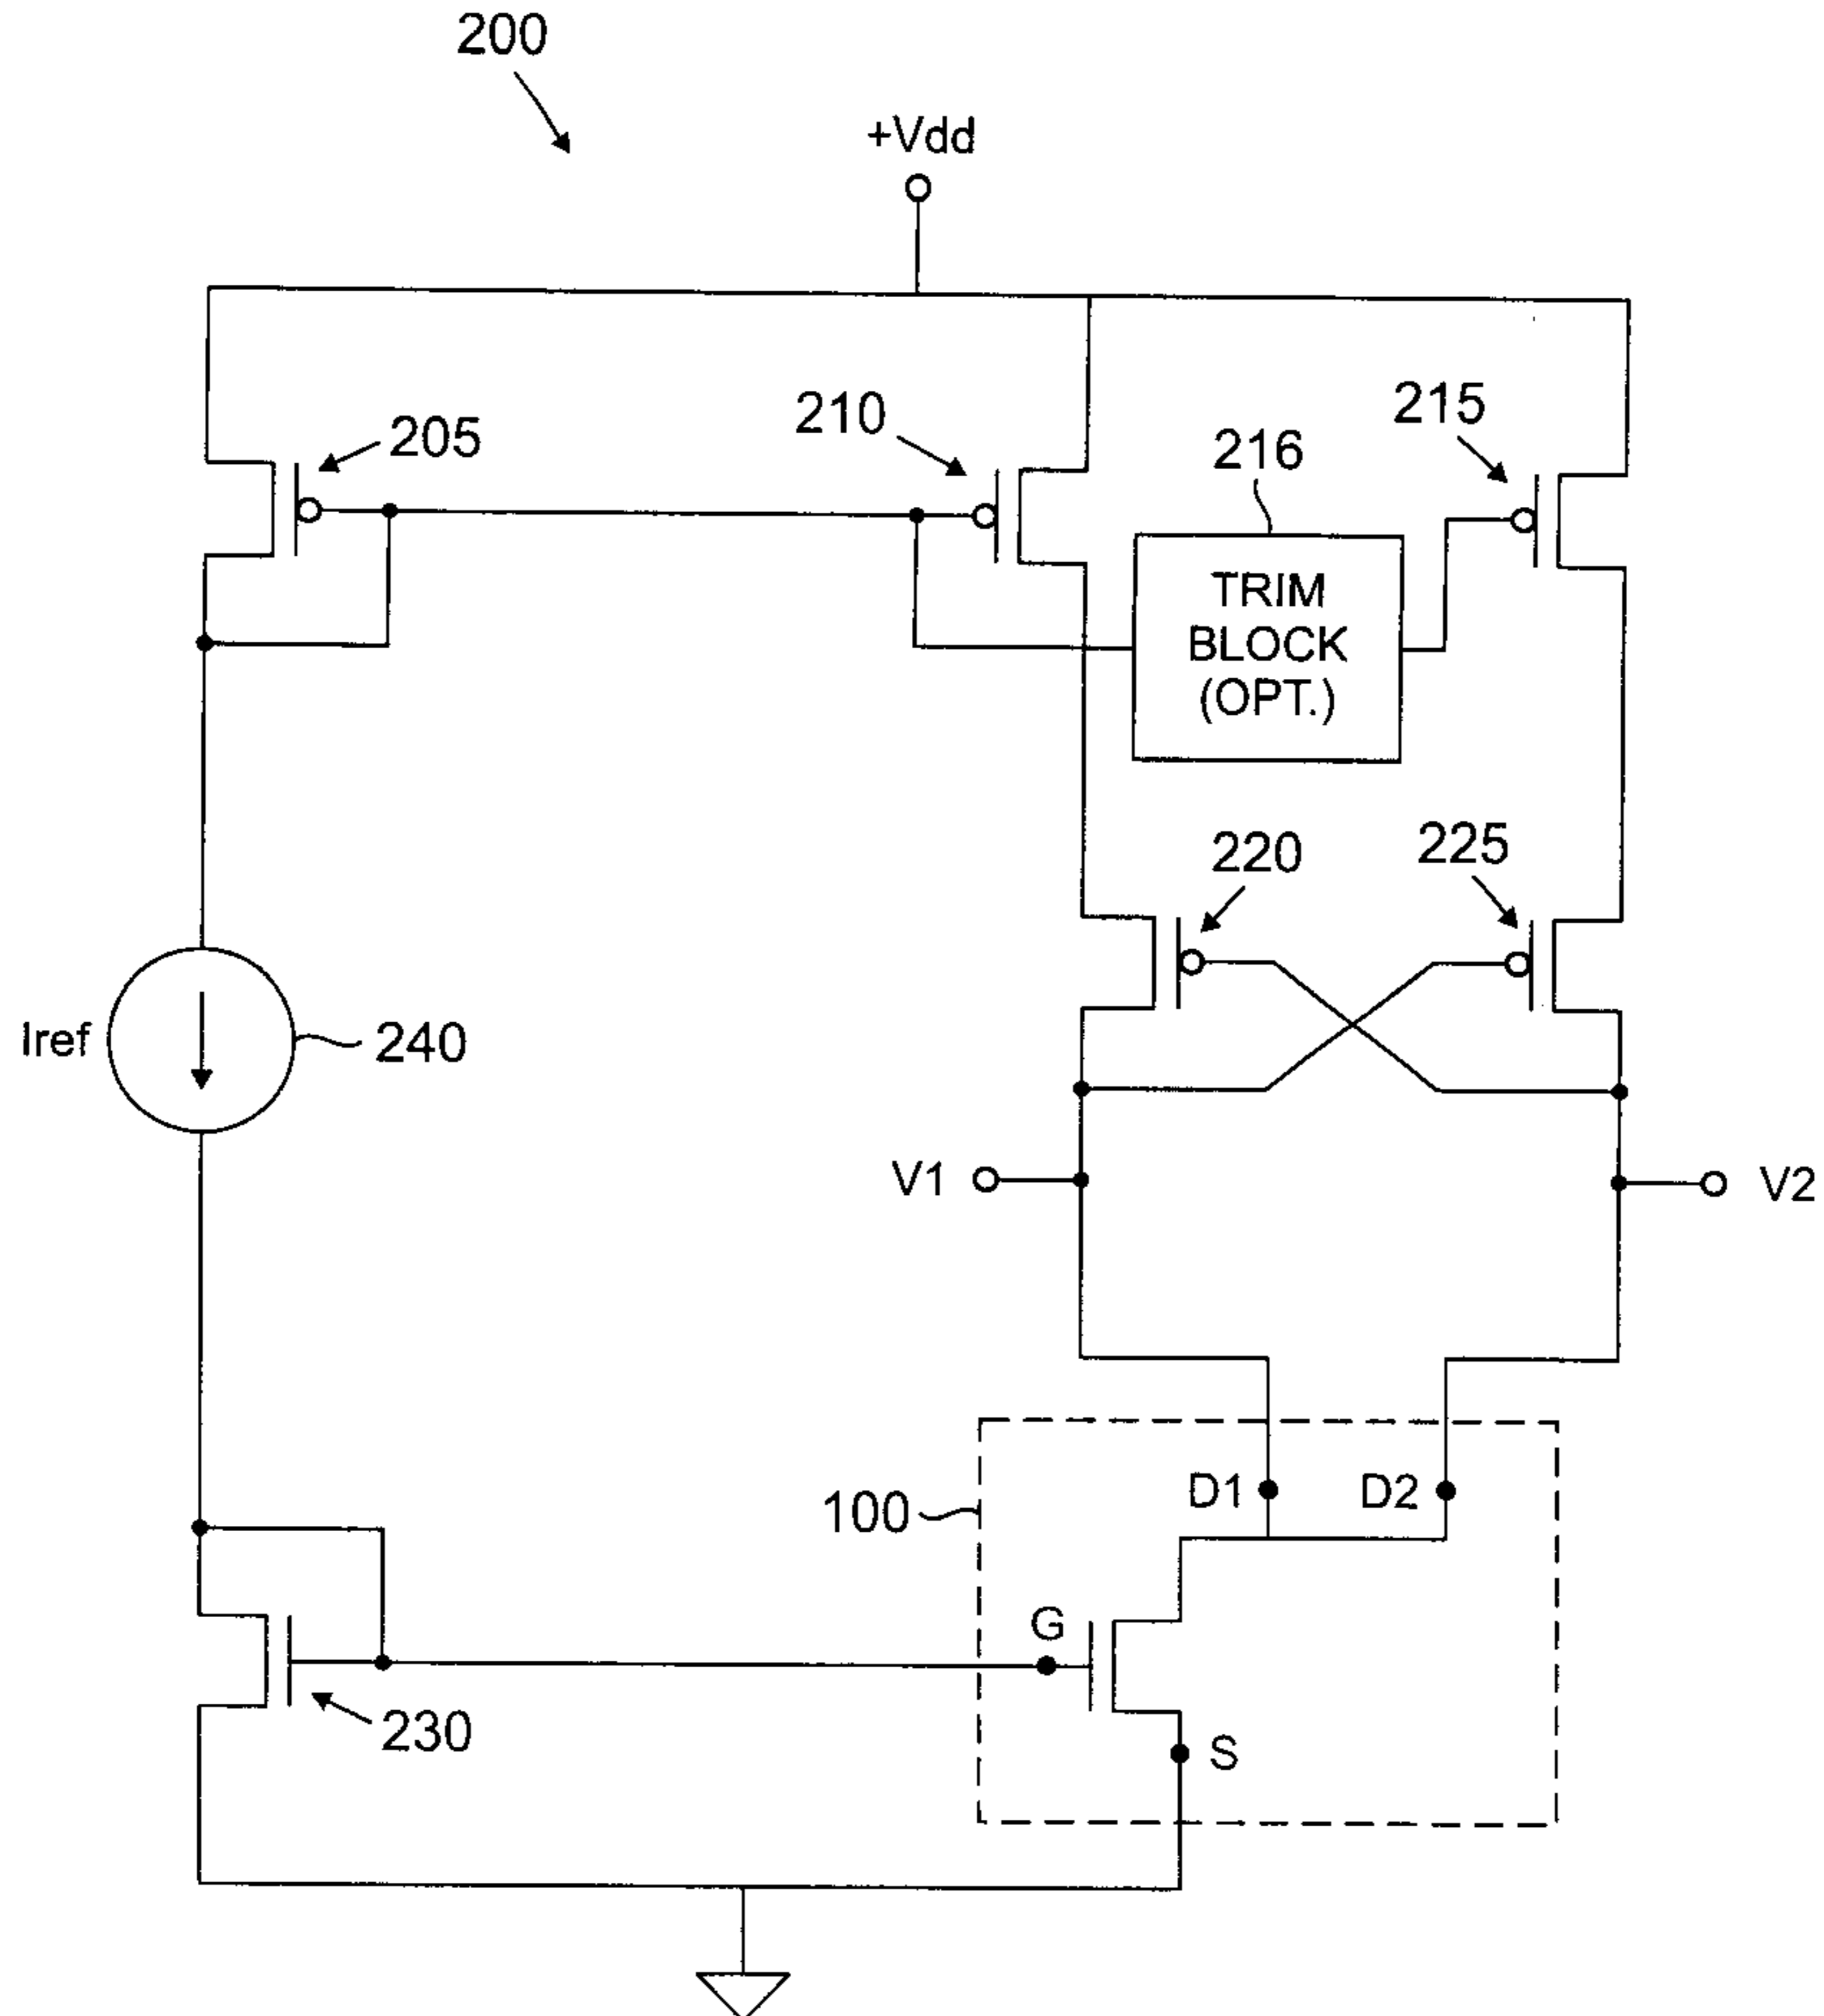 200
+Vdd
205
210
215
216
TRIM
BLOCK
(OPT.)
220
225
Iref
240
V1
V2
100
D1
D2
G
230
S